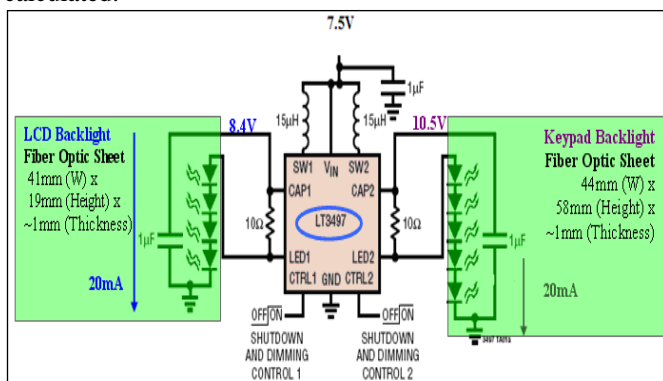 calculated.
7.5V
1µF
15µH
15µH
LCD Backlight
Fiber Optic Sheet
41mm (W) x
19mm (Height) x
~1mm (Thickness)
20mA
1µF
8.4V
10Ω
SW1 VIN SW2
CAP1 CAP2
LT3497
LED1 LED2
CTRL1 GND CTRL2
10.5V
10Ω
Keypad Backlight
Fiber Optic Sheet
44mm (W) x
58mm (Height) x
~1mm (Thickness)
1µF
20mA
OFF ON
SHUTDOWN
AND DIMMING
CONTROL 1
OFF ON
SHUTDOWN
AND DIMMING
CONTROL 2